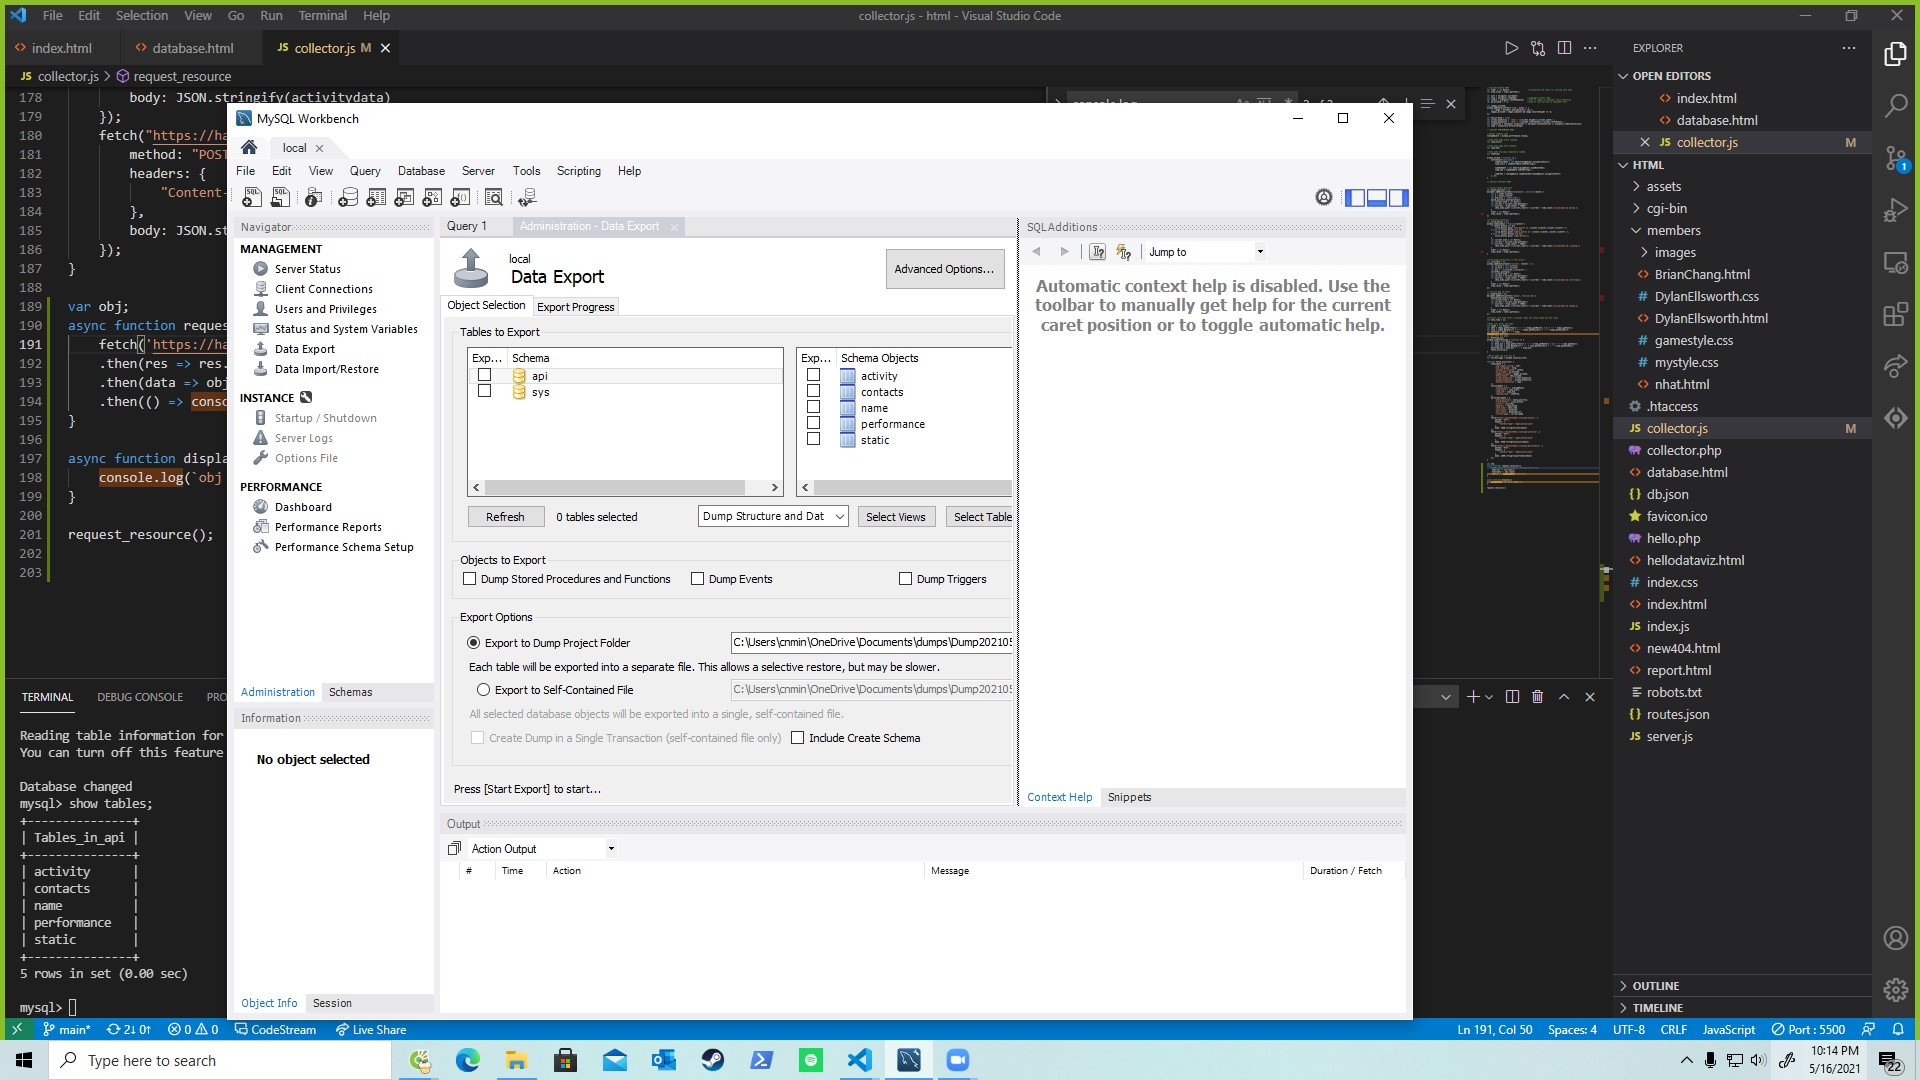 File Edit Selection View Go Run Terminal Help
collector.js - html - Visual Studio Code
index.html
database.html
JS collector.js M
JS collector.js > request_resource
178 body: JSON.stringify(activitydata)
179 });
180 fetch("https://ha
181 method: "POST
182 headers: {
183 "Content-
184 },
185 body: JSON.st
186 });
187 }
188
189 var obj;
190 async function reque
191 fetch('https://ha
192 .then(res => res.
193 .then(data => obj
194 .then(() => conso
195 }
196
197 async function displa
198 console.log(`obj
199 }
200
201 request_resource();
202
203
MySQL Workbench
local
File Edit View Query Database Server Tools Scripting Help
Navigator
MANAGEMENT
Server Status
Client Connections
Users and Privileges
Status and System Variables
Data Export
Data Import/Restore
INSTANCE
Startup / Shutdown
Server Logs
Options File
PERFORMANCE
Dashboard
Performance Reports
Performance Schema Setup
Administration Schemas
Information
No object selected
Object Info Session
Query 1 Administration - Data Export
local
Data Export
Advanced Options...
Object Selection Export Progress
Tables to Export
Exp... Schema
api
sys
Exp... Schema Objects
activity
contacts
name
performance
static
Refresh 0 tables selected Dump Structure and Dat Select Views Select Table
Objects to Export
Dump Stored Procedures and Functions Dump Events Dump Triggers
Export Options
Export to Dump Project Folder C:\Users\cnmin\OneDrive\Documents\dumps\Dump202105
Each table will be exported into a separate file. This allows a selective restore, but may be slower.
Export to Self-Contained File C:\Users\cnmin\OneDrive\Documents\dumps\Dump202105
All selected database objects will be exported into a single, self-contained file.
Create Dump in a Single Transaction (self-contained file only) Include Create Schema
Press [Start Export] to start...
SQLAdditions
Jump to
Automatic context help is disabled. Use the
toolbar to manually get help for the current
caret position or to toggle automatic help.
Context Help Snippets
Output
Action Output
# Time Action Message Duration / Fetch
EXPLORER
OPEN EDITORS
index.html
database.html
JS collector.js M
HTML
assets
cgi-bin
members
images
BrianChang.html
DylanEllsworth.css
DylanEllsworth.html
gamestyle.css
mystyle.css
nhat.html
.htaccess
JS collector.js M
collector.php
database.html
db.json
favicon.ico
hello.php
hellodataviz.html
index.css
index.html
JS index.js
new404.html
report.html
robots.txt
routes.json
JS server.js
OUTLINE
TIMELINE
1
TERMINAL DEBUG CONSOLE PRO
Reading table information for
You can turn off this feature
Database changed
mysql> show tables;
+---------------+
| Tables_in_api |
+---------------+
| activity |
| contacts |
| name |
| performance |
| static |
+---------------+
5 rows in set (0.00 sec)
mysql>
main* 2↓ 0↑ 0 0 CodeStream Live Share
Ln 191, Col 50 Spaces: 4 UTF-8 CRLF JavaScript Port : 5500
Type here to search
10:14 PM
5/16/2021
22